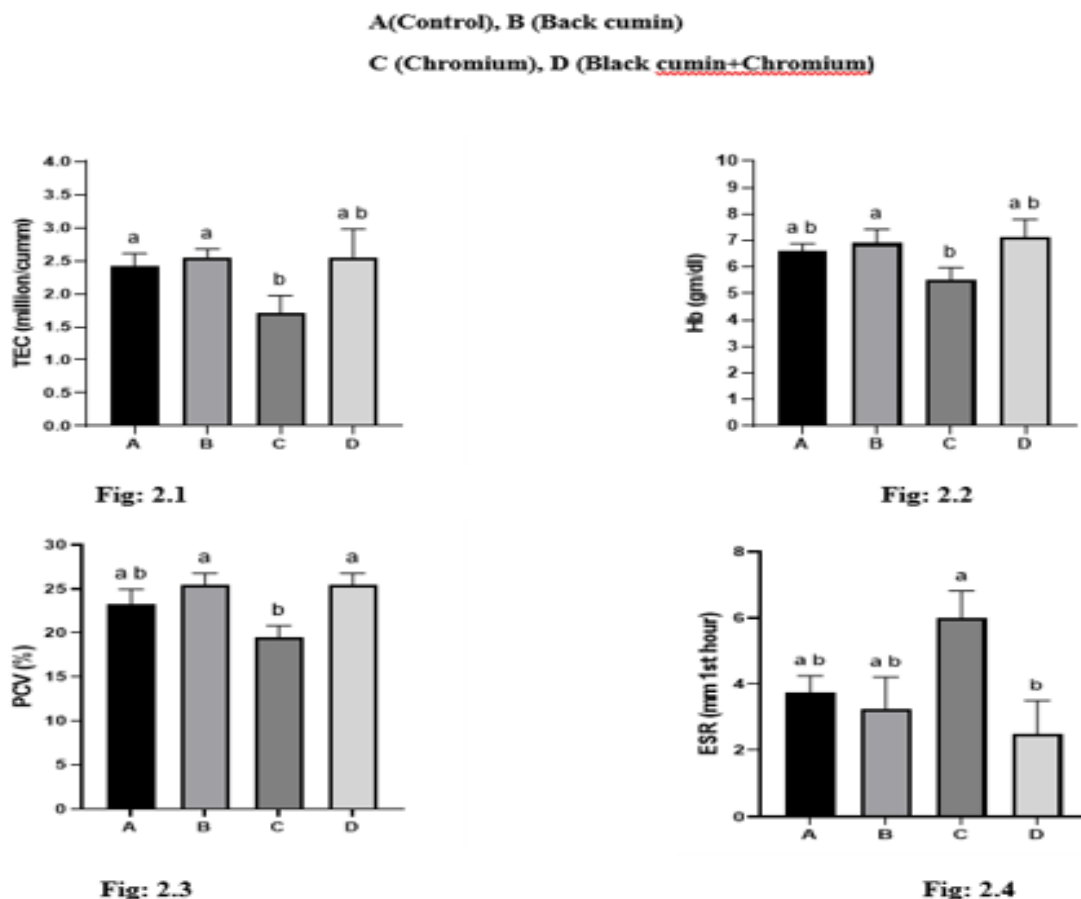 A(Control), B (Back cumin)
C (Chromium), D (Black cumin+Chromium)
TEC (million/cumm)
4.0
3.5
3.0
2.5
2.0
1.5
1.0
0.5
0.0
a
a
b
a b
A
B
C
D
Fig: 2.1
Hb (gm/dl)
10
9
8
7
6
5
4
3
2
1
0
a b
a
b
a b
A
B
C
D
Fig: 2.2
PCV (%)
30
25
20
15
10
5
0
a b
a
b
a
A
B
C
D
Fig: 2.3
ESR (mm 1st hour)
8
6
4
2
0
a b
a b
a
b
A
B
C
D
Fig: 2.4